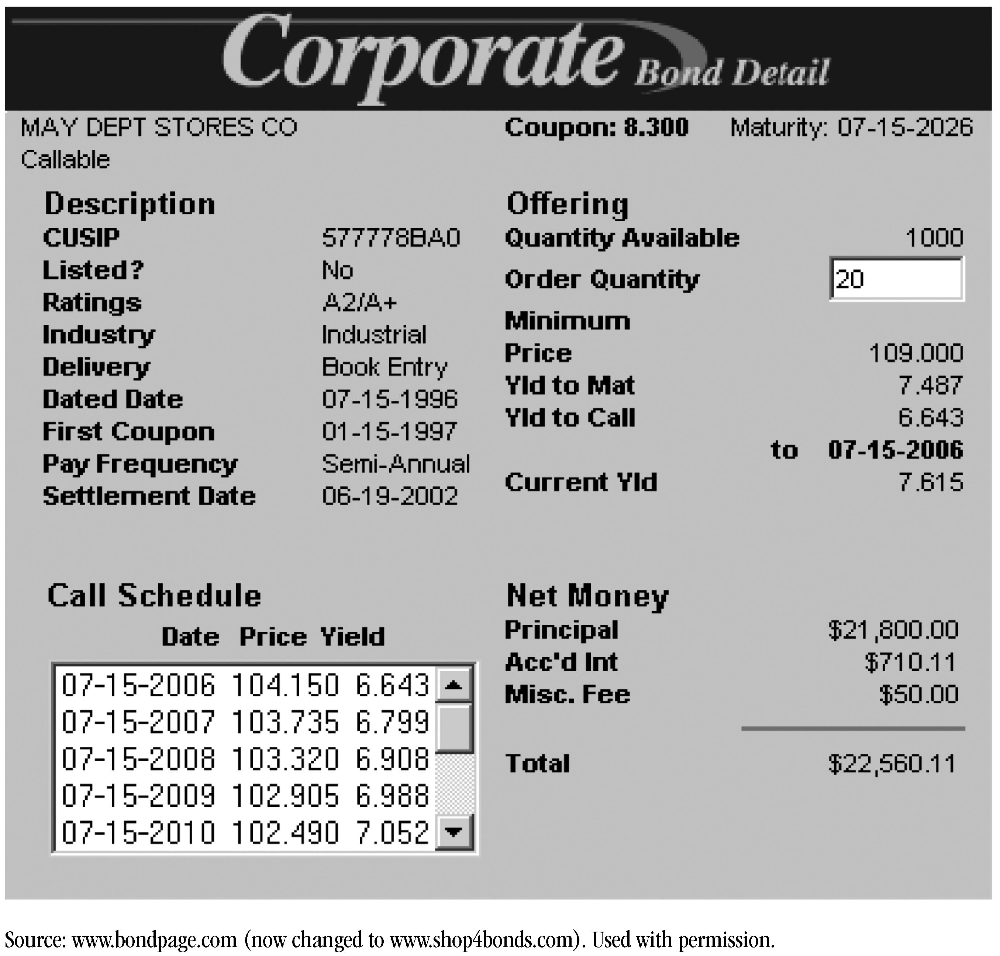 Corporate Bond Detail
MAY DEPT STORES CO Coupon: 8.300 Maturity: 07-15-2026
Callable
Description
CUSIP 577778BA0
Listed? No
Ratings A2/A+
Industry Industrial
Delivery Book Entry
Dated Date 07-15-1996
First Coupon 01-15-1997
Pay Frequency Semi-Annual
Settlement Date 06-19-2002
Offering
Quantity Available 1000
Order Quantity 20
Minimum
Price 109.000
Yld to Mat 7.487
Yld to Call 6.643
to 07-15-2006
Current Yld 7.615
Call Schedule
Date Price Yield
07-15-2006 104.150 6.643
07-15-2007 103.735 6.799
07-15-2008 103.320 6.908
07-15-2009 102.905 6.988
07-15-2010 102.490 7.052
Net Money
Principal $21,800.00
Acc'd Int $710.11
Misc. Fee $50.00
Total $22,560.11
Source: www.bondpage.com (now changed to www.shop4bonds.com). Used with permission.